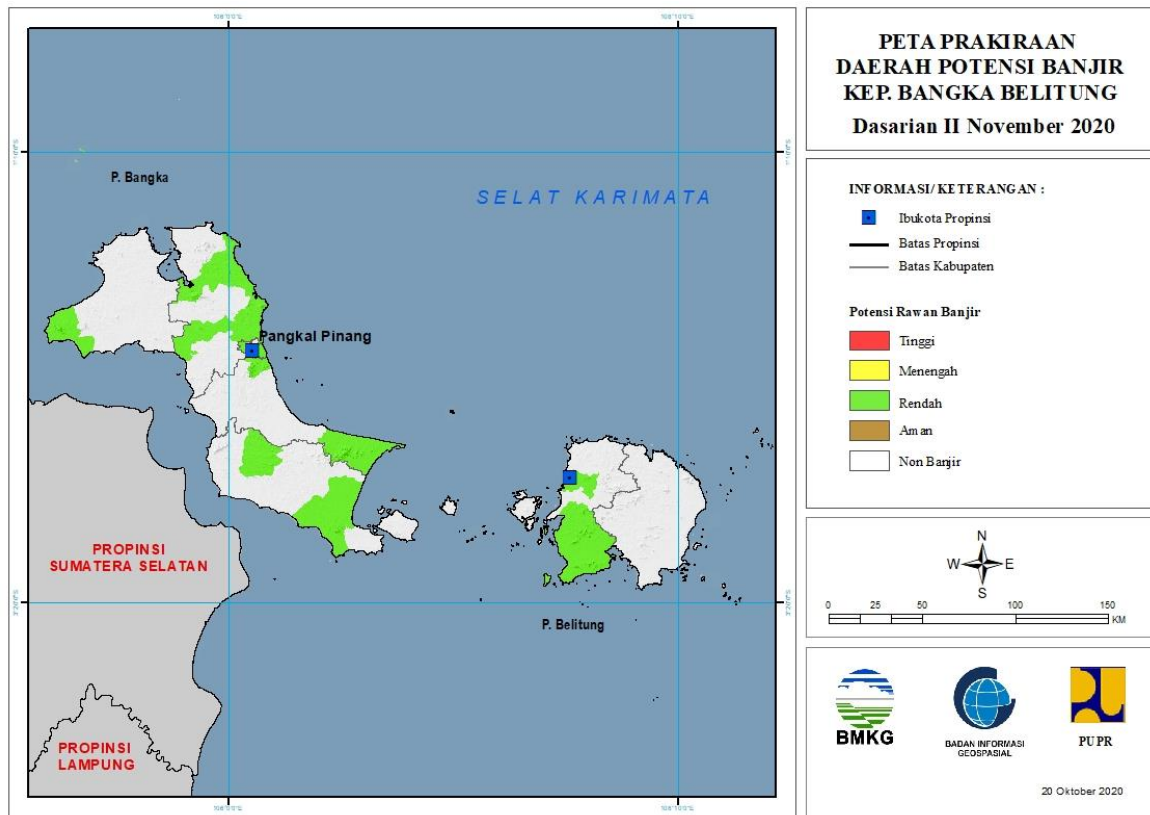 PETA PRAKIRAAN
DAERAH POTENSI BANJIR
KEP. BANGKA BELITUNG
Dasarian II November 2020
P. Bangka
SELAT KARIMATA
Pangkal Pinang
PROPINSI
SUMATERA SELATAN
P. Belitung
PROPINSI
LAMPUNG
INFORMASI/ KETERANGAN :
Ibukota Propinsi
Batas Propinsi
Batas Kabupaten
Potensi Rawan Banjir
Tinggi
Menengah
Rendah
Aman
Non Banjir
N
W E
S
0 25 50 100 150
KM
BMKG
BADAN INFORMASI
GEOSPASIAL
PUPR
20 Oktober 2020